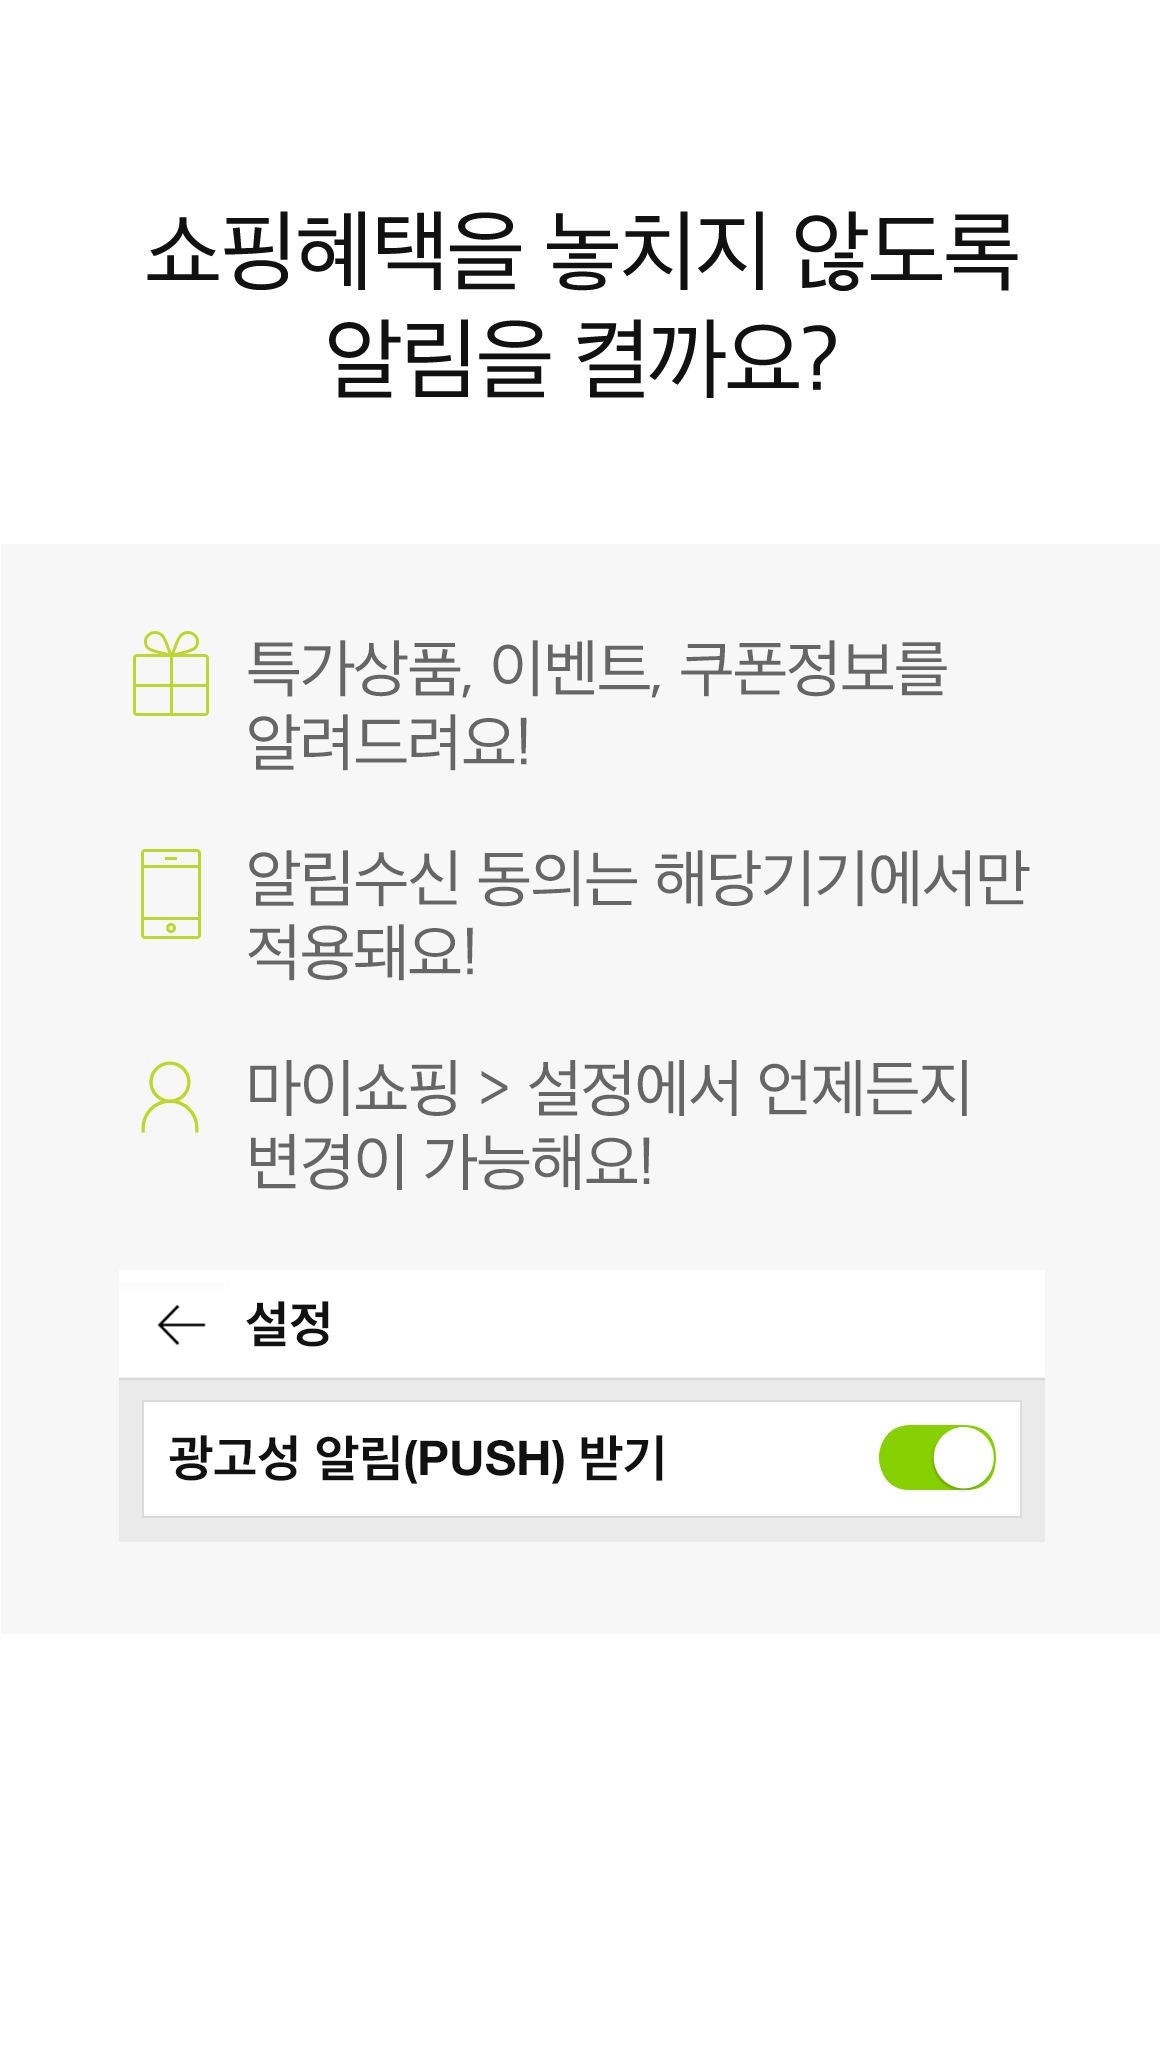 쇼핑혜택을 놓치지 않도록
알림을 켤까요?
특가상품, 이벤트, 쿠폰정보를
알려드려요!
알림수신 동의는 해당기기에서만
적용돼요!
마이쇼핑 > 설정에서 언제든지
변경이 가능해요!
설정
광고성 알림(PUSH) 받기